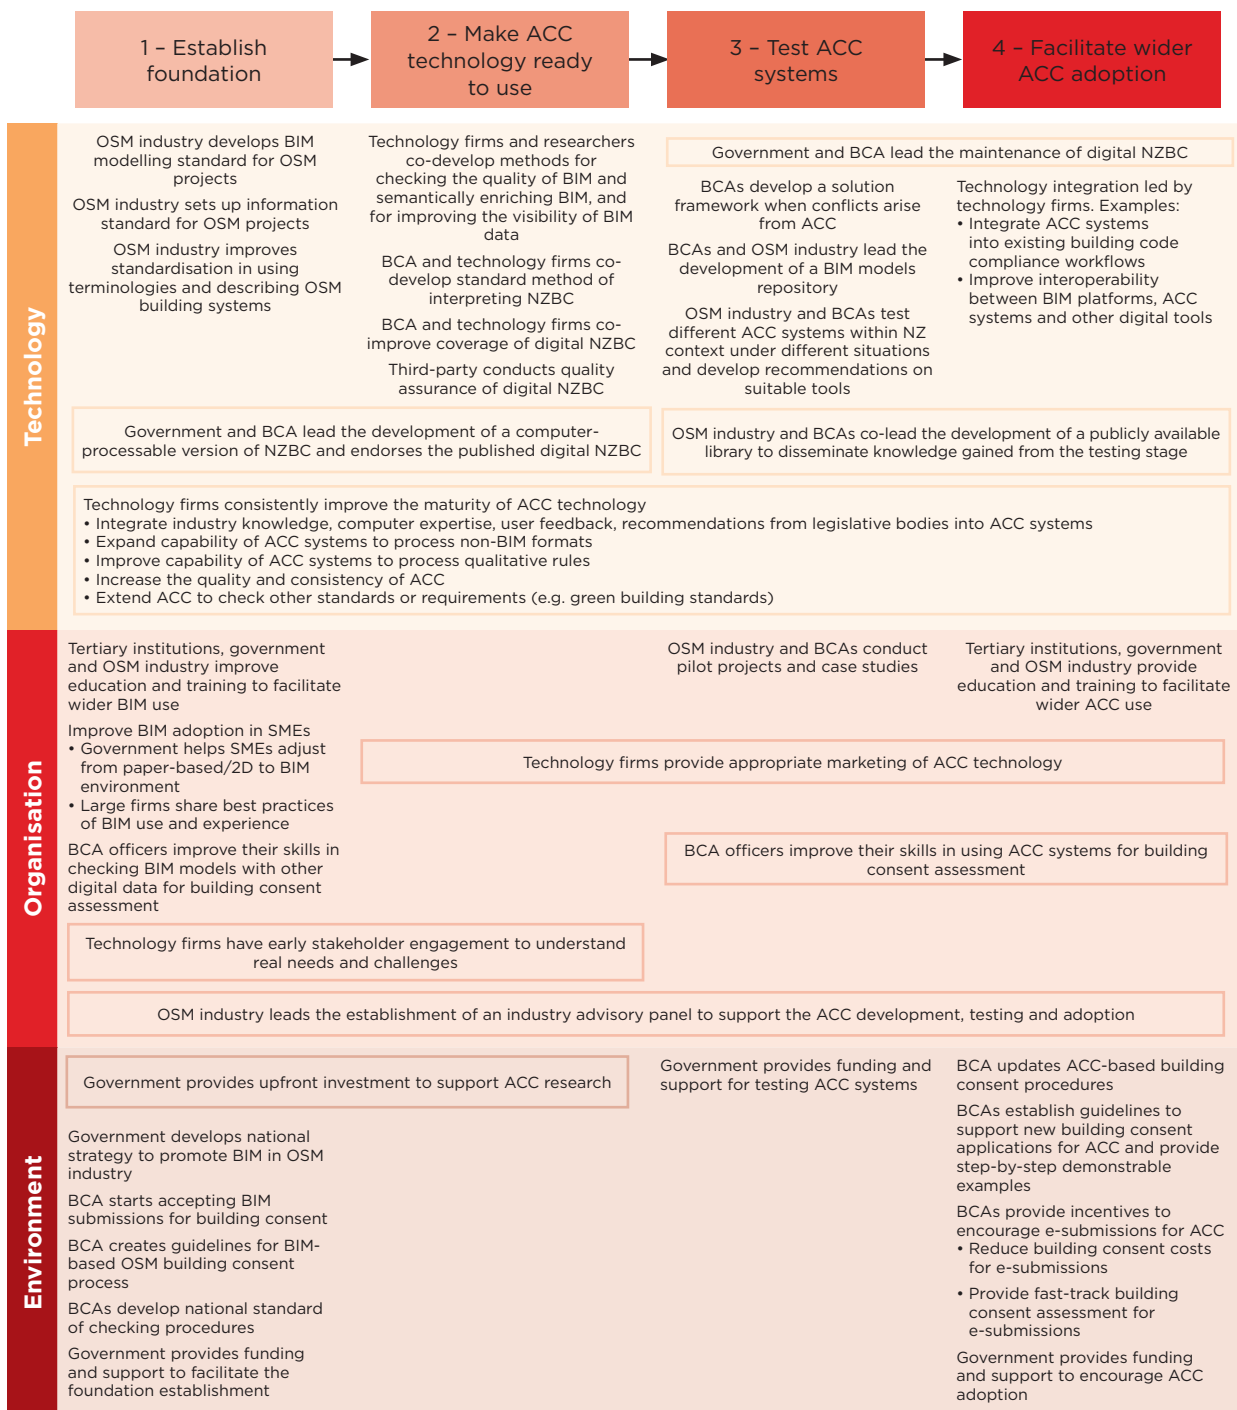 1 – Establish
foundation
2 – Make ACC
technology ready
to use
3 – Test ACC
systems
4 – Facilitate wider
ACC adoption
Technology
OSM industry develops BIM
modelling standard for OSM
projects
OSM industry sets up information
standard for OSM projects
OSM industry improves
standardisation in using
terminologies and describing OSM
building systems
Technology firms and researchers
co-develop methods for
checking the quality of BIM and
semantically enriching BIM, and
for improving the visibility of BIM
data
BCA and technology firms co-
develop standard method of
interpreting NZBC
BCA and technology firms co-
improve coverage of digital NZBC
Third-party conducts quality
assurance of digital NZBC
Government and BCA lead the maintenance of digital NZBC
BCAs develop a solution
framework when conflicts arise
from ACC
BCAs and OSM industry lead the
development of a BIM models
repository
OSM industry and BCAs test
different ACC systems within NZ
context under different situations
and develop recommendations on
suitable tools
Technology integration led by
technology firms. Examples:
• Integrate ACC systems
into existing building code
compliance workflows
• Improve interoperability
between BIM platforms, ACC
systems and other digital tools
Government and BCA lead the development of a computer-
processable version of NZBC and endorses the published digital NZBC
OSM industry and BCAs co-lead the development of a publicly available
library to disseminate knowledge gained from the testing stage
Technology firms consistently improve the maturity of ACC technology
• Integrate industry knowledge, computer expertise, user feedback, recommendations from legislative bodies into ACC systems
• Expand capability of ACC systems to process non-BIM formats
• Improve capability of ACC systems to process qualitative rules
• Increase the quality and consistency of ACC
• Extend ACC to check other standards or requirements (e.g. green building standards)
Organisation
Tertiary institutions, government
and OSM industry improve
education and training to facilitate
wider BIM use
Improve BIM adoption in SMEs
• Government helps SMEs adjust
from paper-based/2D to BIM
environment
• Large firms share best practices
of BIM use and experience
BCA officers improve their skills in
checking BIM models with other
digital data for building consent
assessment
OSM industry and BCAs conduct
pilot projects and case studies
Tertiary institutions, government
and OSM industry provide
education and training to facilitate
wider ACC use
Technology firms provide appropriate marketing of ACC technology
BCA officers improve their skills in using ACC systems for building
consent assessment
Technology firms have early stakeholder engagement to understand
real needs and challenges
OSM industry leads the establishment of an industry advisory panel to support the ACC development, testing and adoption
Environment
Government provides upfront investment to support ACC research
Government develops national
strategy to promote BIM in OSM
industry
BCA starts accepting BIM
submissions for building consent
BCA creates guidelines for BIM-
based OSM building consent
process
BCAs develop national standard
of checking procedures
Government provides funding
and support to facilitate the
foundation establishment
Government provides funding and
support for testing ACC systems
BCA updates ACC-based building
consent procedures
BCAs establish guidelines to
support new building consent
applications for ACC and provide
step-by-step demonstrable
examples
BCAs provide incentives to
encourage e-submissions for ACC
• Reduce building consent costs
for e-submissions
• Provide fast-track building
consent assessment for
e-submissions
Government provides funding
and support to encourage ACC
adoption